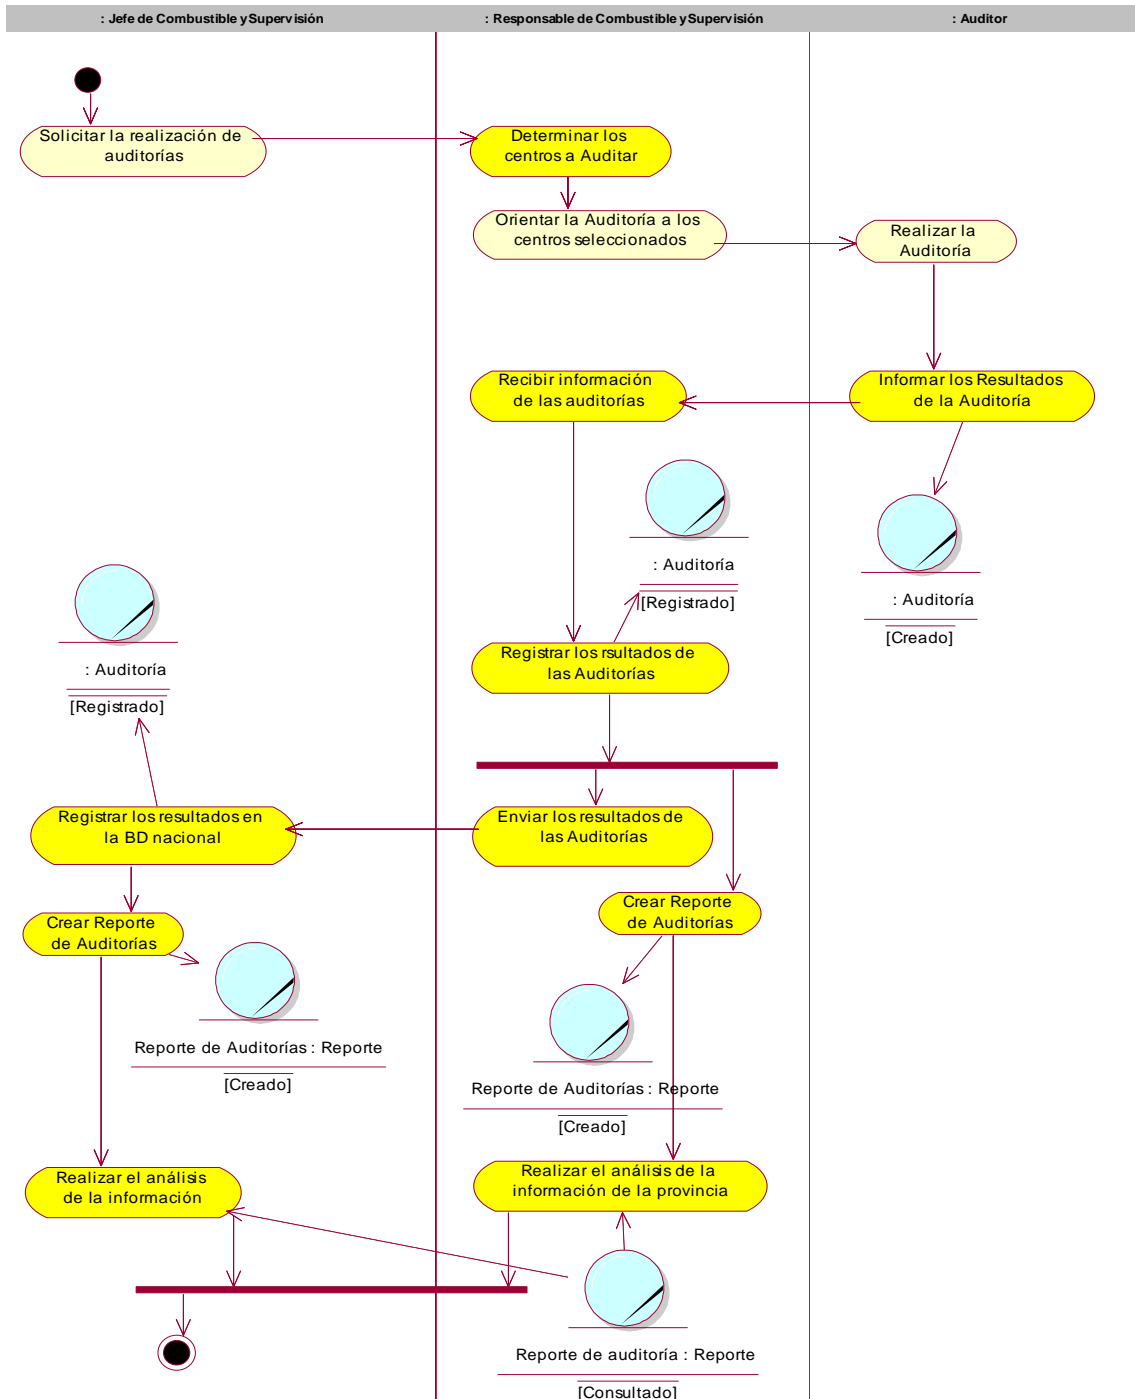 : Jefe de Combustible y Supervisión
: Responsable de Combustible y Supervisión
: Auditor
Solicitar la realización de
auditorías
Determinar los
centros a Auditar
Orientar la Auditoría a los
centros seleccionados
Realizar la
Auditoría
Recibir información
de las auditorías
Informar los Resultados
de la Auditoría
: Auditoría
[Registrado]
: Auditoría
[Creado]
: Auditoría
[Registrado]
Registrar los rsultados de
las Auditorías
Registrar los resultados en
la BD nacional
Enviar los resultados de
las Auditorías
Crear Reporte
de Auditorías
Crear Reporte
de Auditorías
Reporte de Auditorías : Reporte
[Creado]
Reporte de Auditorías : Reporte
[Creado]
Realizar el análisis
de la información
Realizar el análisis de la
información de la provincia
Reporte de auditoría : Reporte
[Consultado]